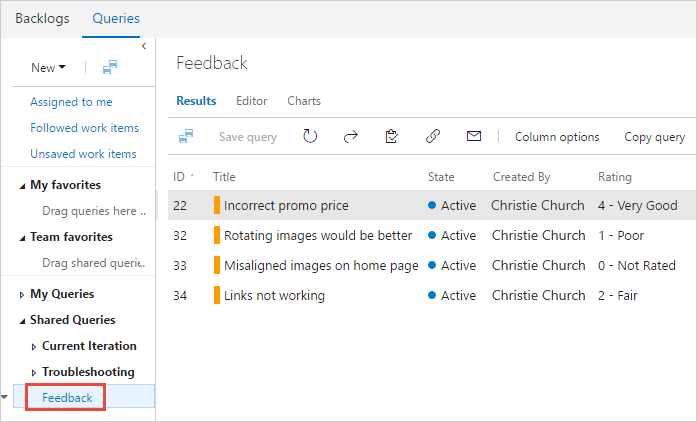 Backlogs Queries
New
Assigned to me
Followed work items
Unsaved work items
My favorites
Drag queries here ..
Team favorites
Drag shared querie..
My Queries
Shared Queries
Current Iteration
Troubleshooting
Feedback
Feedback
Results Editor Charts
Save query Column options Copy query
ID Title State Created By Rating
22 Incorrect promo price Active Christie Church 4 - Very Good
32 Rotating images would be better Active Christie Church 1 - Poor
33 Misaligned images on home page Active Christie Church 0 - Not Rated
34 Links not working Active Christie Church 2 - Fair